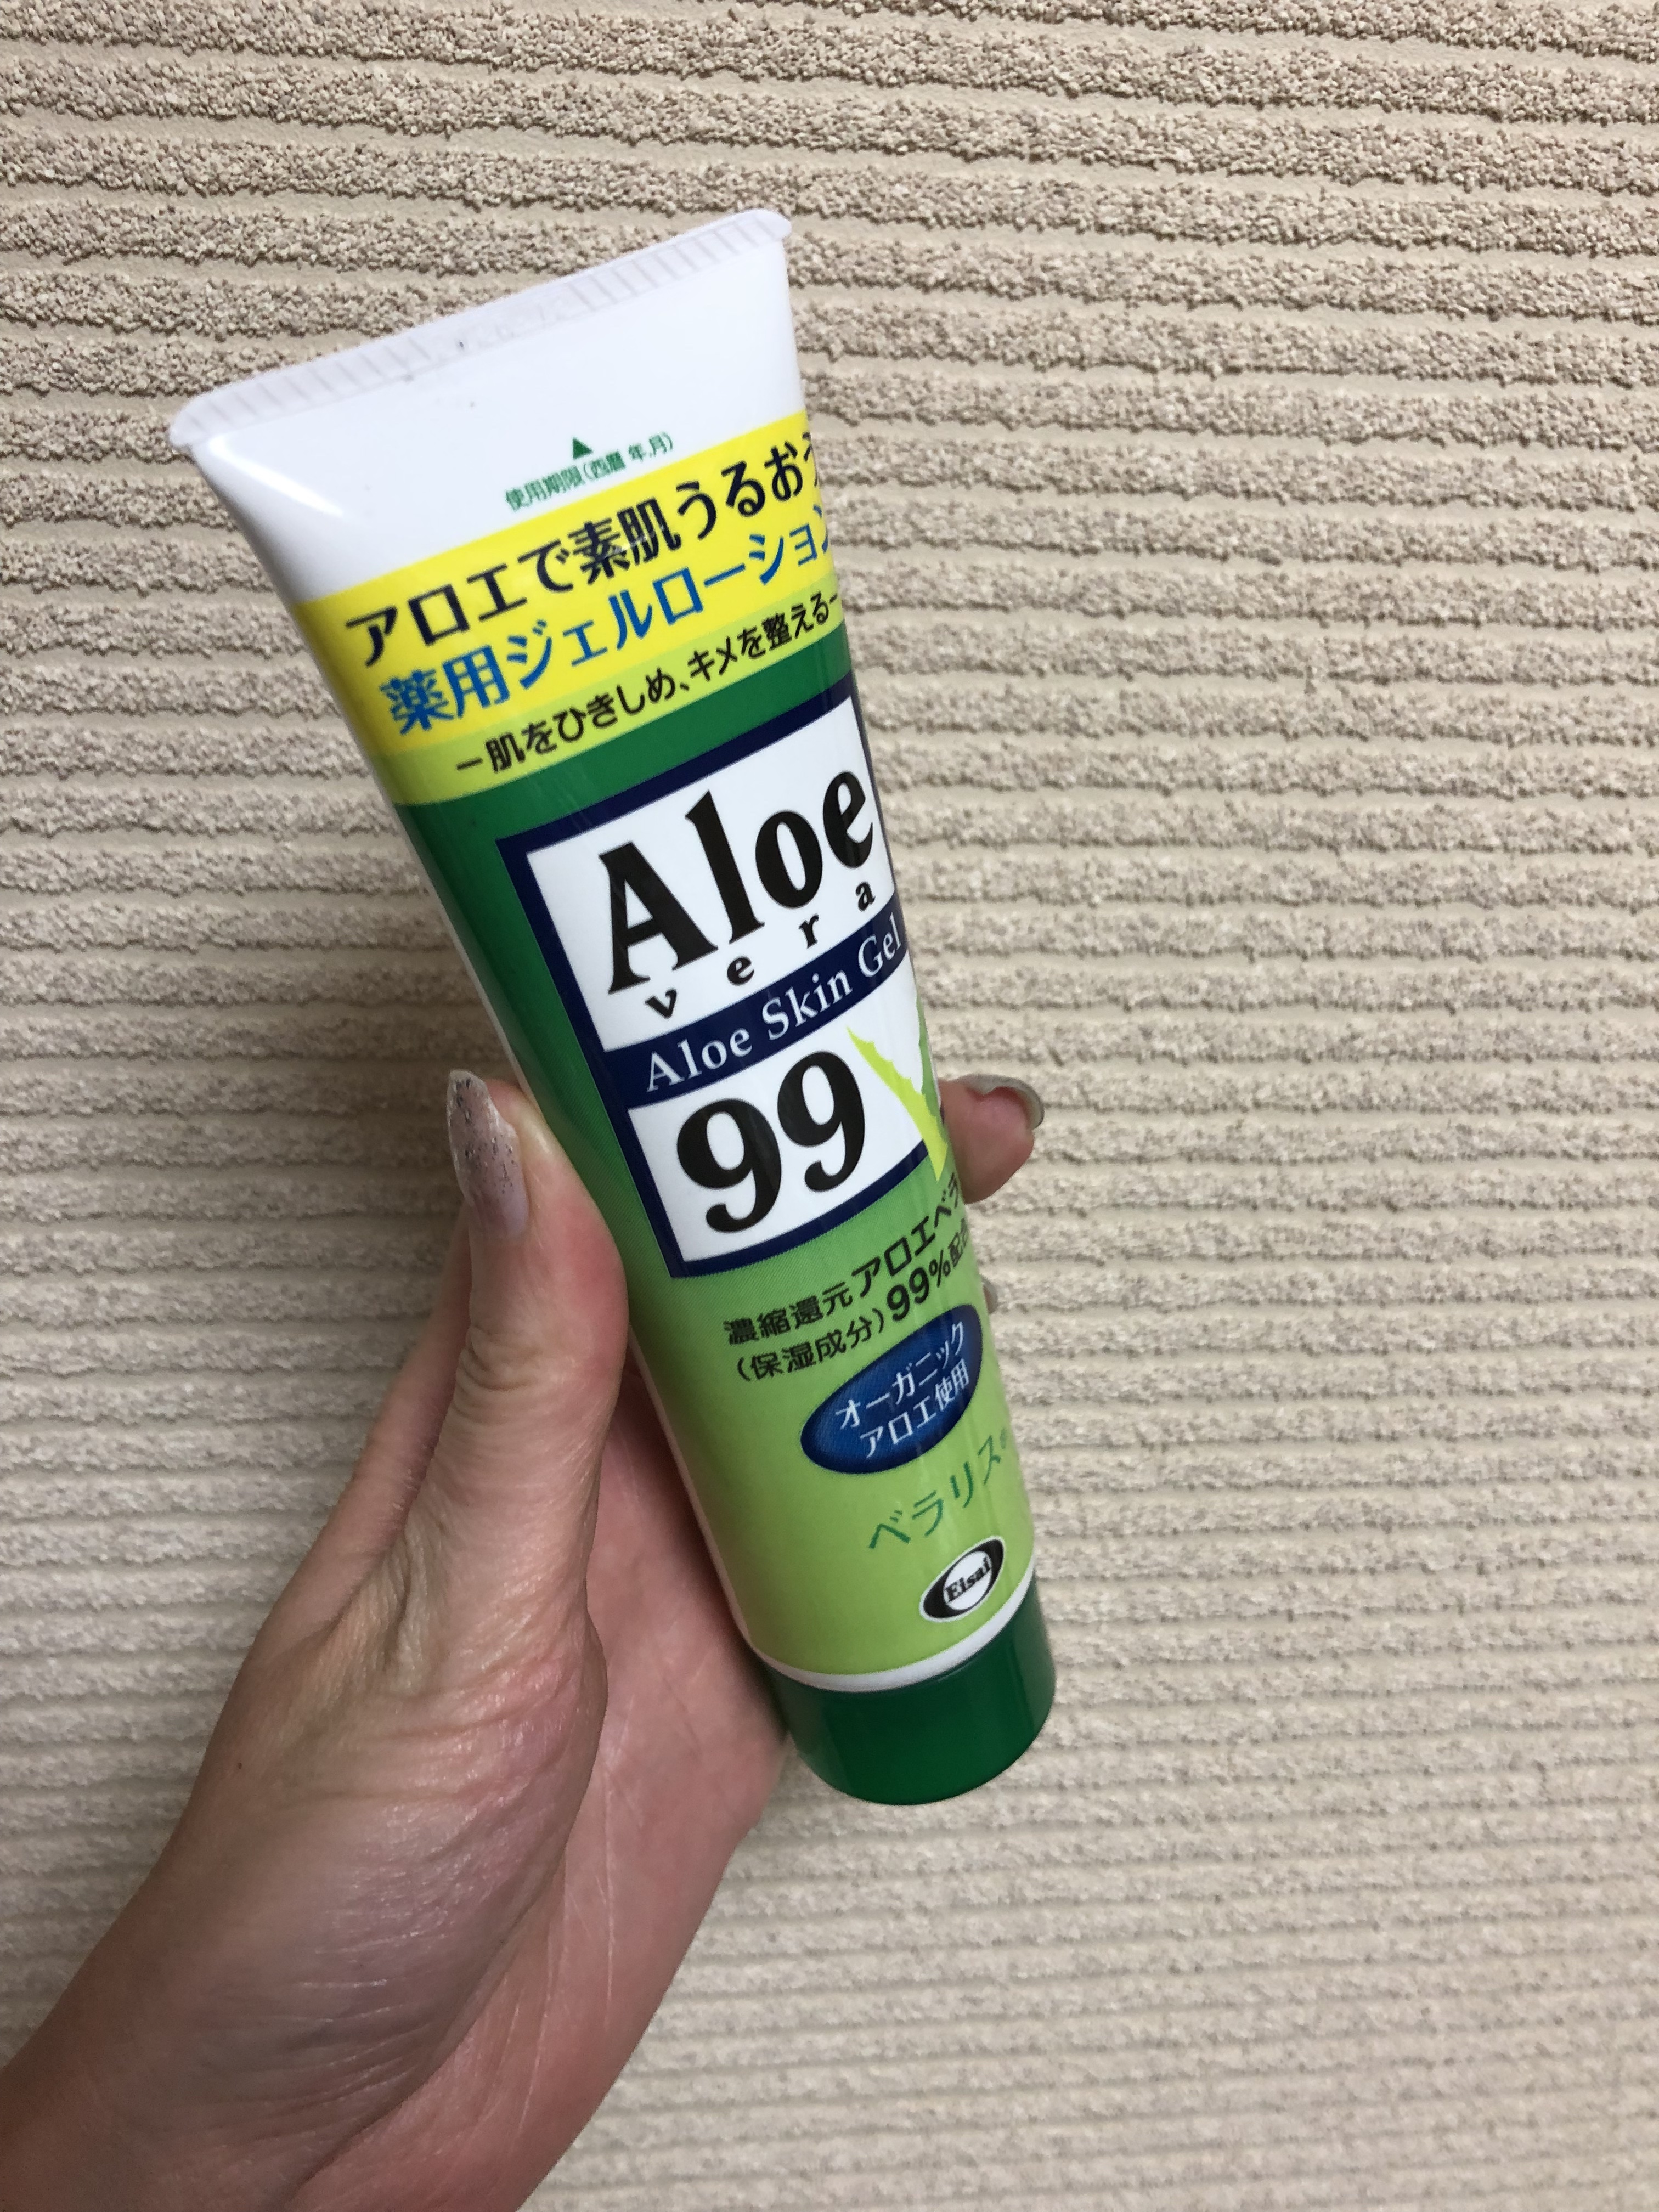 使用期限(西暦 年.月)
アロエで素肌うるおう
薬用ジェルローション
－肌をひきしめ、キメを整える－
Aloe
vera
Aloe Skin Gel
99
濃縮還元アロエベラ
(保湿成分)99%配合
オーガニック
アロエ使用
ベラリス®
Eisai